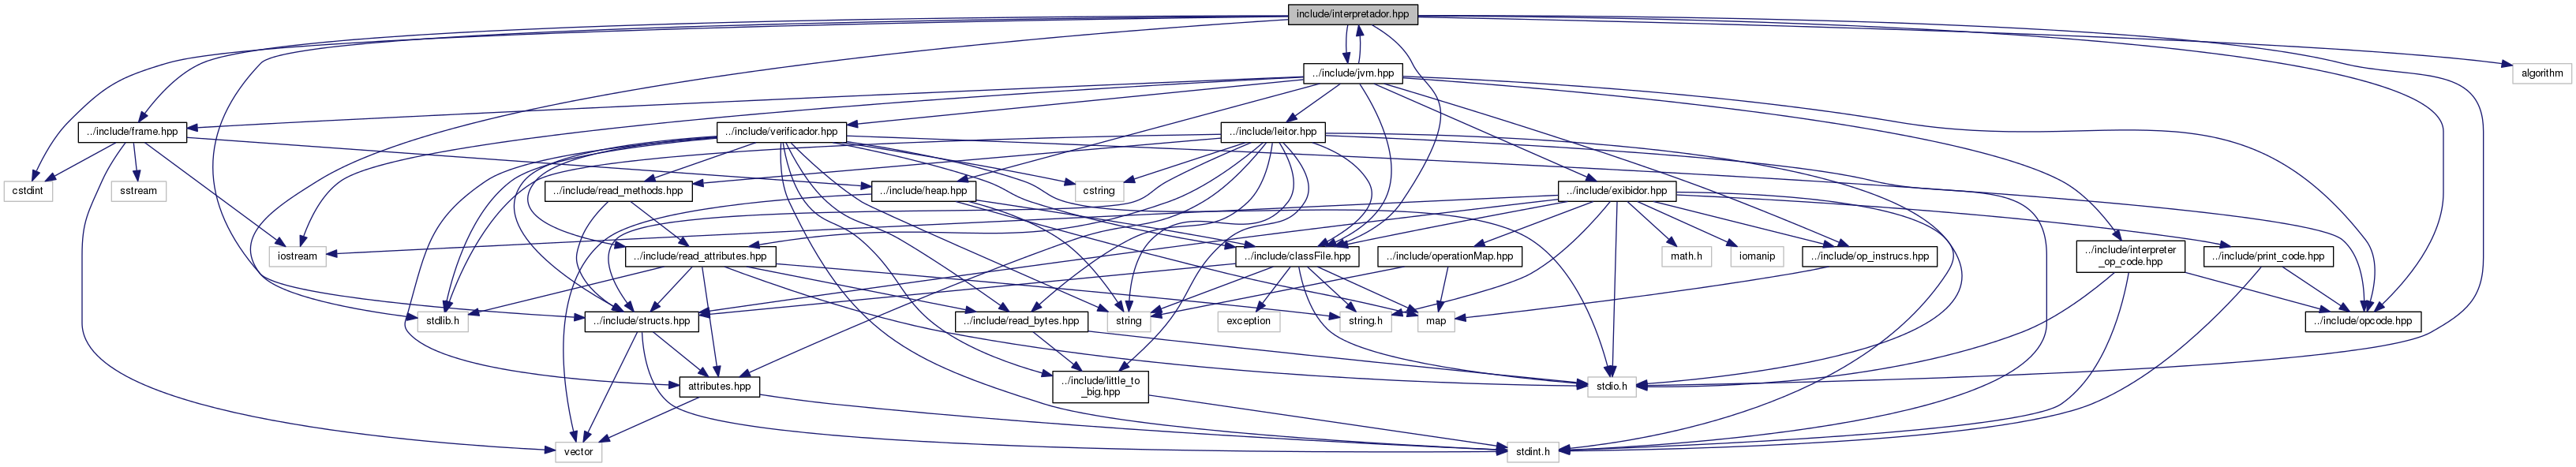 include/interpretador.hpp
../include/jvm.hpp
algorithm
../include/frame.hpp
../include/verificador.hpp
../include/leitor.hpp
cstdint
sstream
../include/read_methods.hpp
../include/heap.hpp
cstring
../include/exibidor.hpp
iostream
../include/read_attributes.hpp
../include/classFile.hpp
../include/operationMap.hpp
math.h
iomanip
../include/op_instrucs.hpp
../include/interpreter
_op_code.hpp
../include/print_code.hpp
stdlib.h
../include/structs.hpp
../include/read_bytes.hpp
string
exception
string.h
map
../include/opcode.hpp
attributes.hpp
../include/little_to
_big.hpp
stdio.h
vector
stdint.h